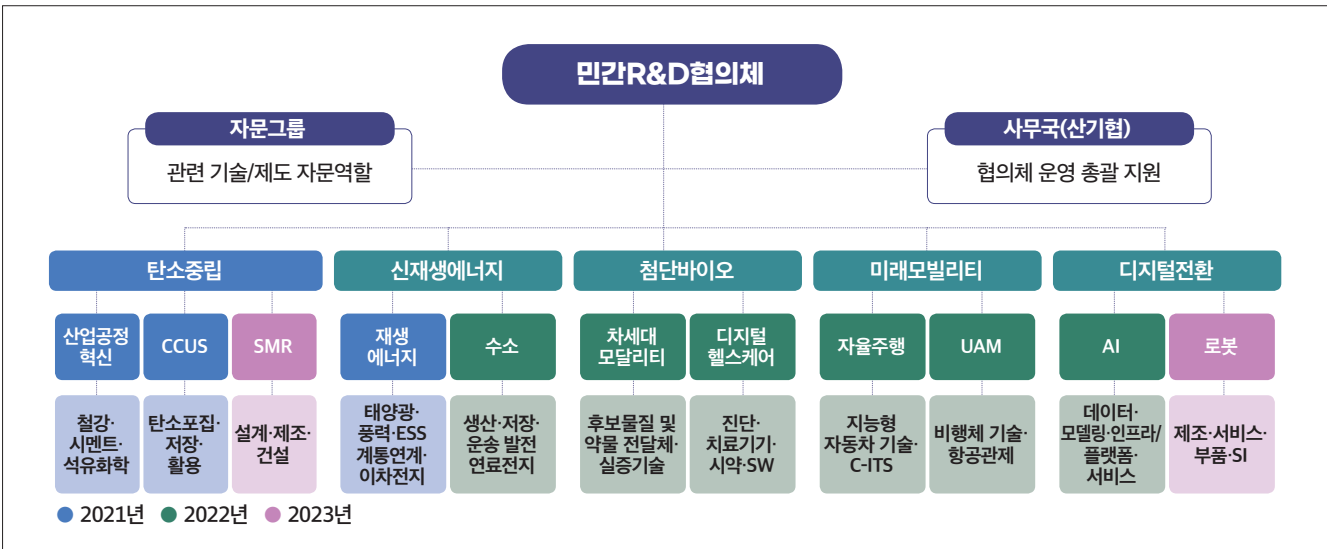 민간R&D협의체
자문그룹
관련 기술/제도 자문역할
사무국(산기협)
협의체 운영 총괄 지원
탄소중립
신재생에너지
첨단바이오
미래모빌리티
디지털전환
산업공정
혁신
CCUS
SMR
재생
에너지
수소
차세대
모달리티
디지털
헬스케어
자율주행
UAM
AI
로봇
철강·
시멘트·
석유화학
탄소포집·
저장·
활용
설계·제조·
건설
태양광·
풍력·ESS
계통연계·
이차전지
생산·저장·
운송 발전
연료전지
후보물질 및
약물 전달체·
실증기술
진단·
치료기기·
시약·SW
지능형
자동차 기술·
C-ITS
비행체 기술·
항공관제
데이터·
모델링·인프라/
플랫폼·
서비스
제조·서비스·
부품·SI
2021년
2022년
2023년